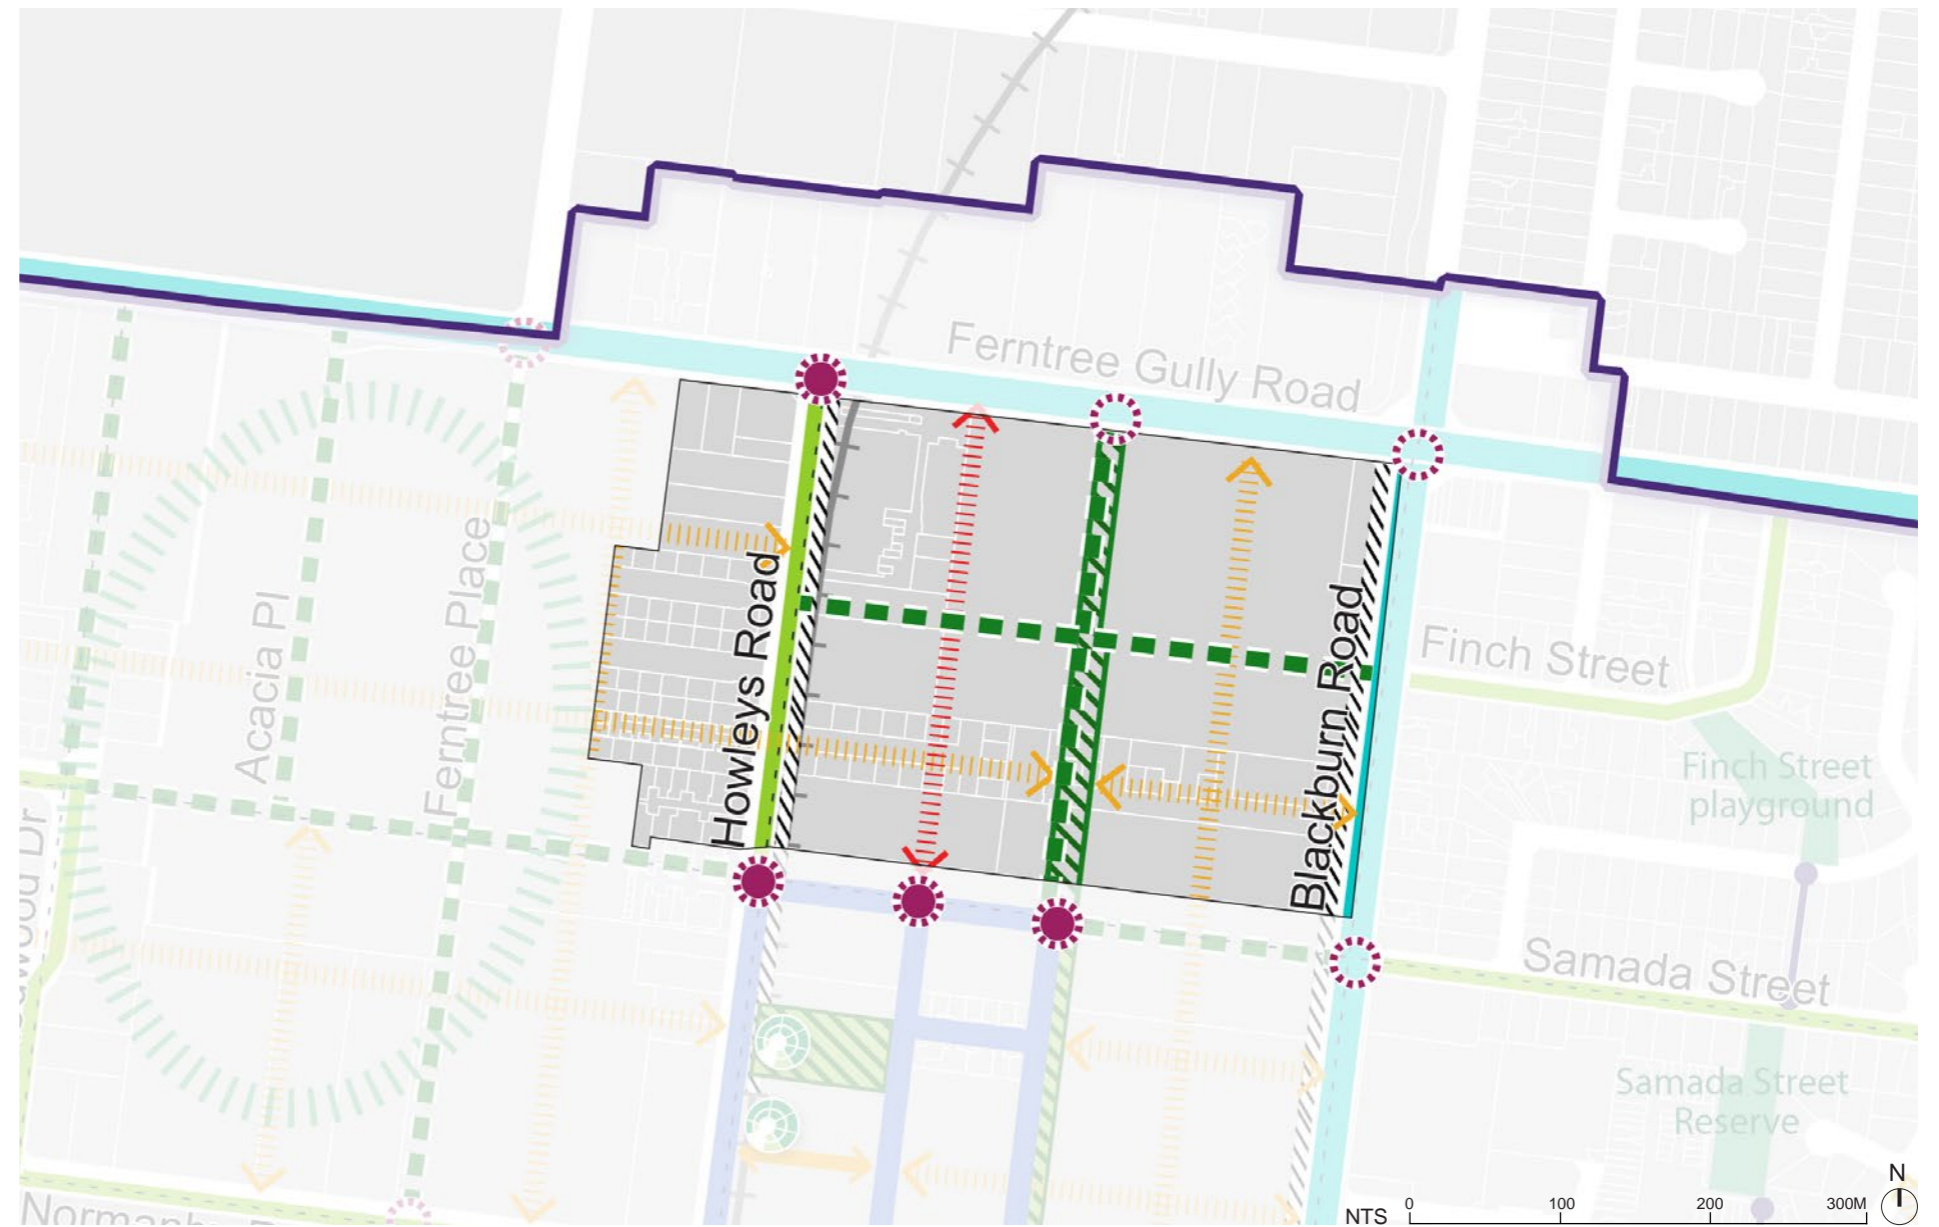 Ferntree Gully Road
Acacia Pl
Ferntree Place
Howleys Road
Blackburn Road
Finch Street
Finch Street
playground
Samada Street
Samada Street
Reserve
N
NTS
0
100
200
300M